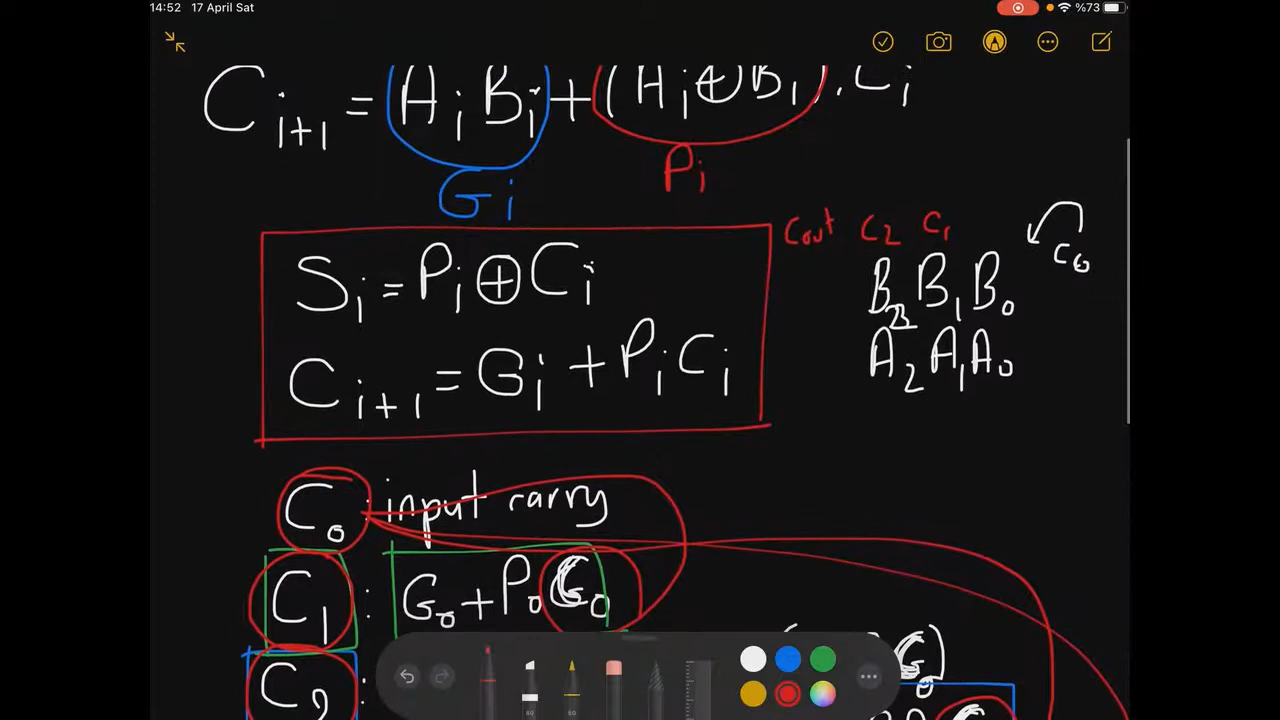 14:52 17 April Sat %73
C i+1 = A i B i + (A i ⊕ B i) . C i
G i P i
Cout C2 C1
C0
S i = P i ⊕ C i
B2 B1 B0
C i+1 = G i + P i C i
A2 A1 A0
C0 : input carry
C1 : G0 + P0 C0
C2 :